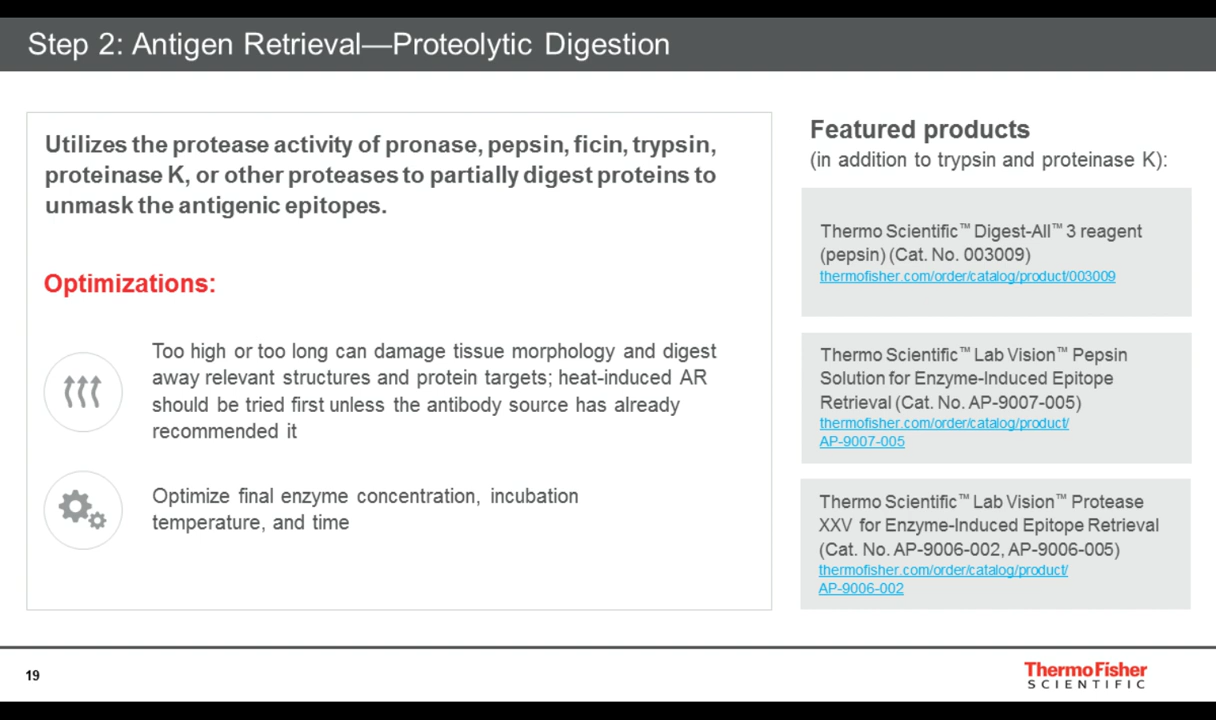 Step 2: Antigen Retrieval—Proteolytic Digestion
Utilizes the protease activity of pronase, pepsin, ficin, trypsin,
proteinase K, or other proteases to partially digest proteins to
unmask the antigenic epitopes.
Optimizations:
Too high or too long can damage tissue morphology and digest
away relevant structures and protein targets; heat-induced AR
should be tried first unless the antibody source has already
recommended it
Optimize final enzyme concentration, incubation
temperature, and time
Featured products
(in addition to trypsin and proteinase K):
Thermo Scientific™ Digest-All™ 3 reagent
(pepsin) (Cat. No. 003009)
thermofisher.com/order/catalog/product/003009
Thermo Scientific™ Lab Vision™ Pepsin
Solution for Enzyme-Induced Epitope
Retrieval (Cat. No. AP-9007-005)
thermofisher.com/order/catalog/product/
AP-9007-005
Thermo Scientific™ Lab Vision™ Protease
XXV for Enzyme-Induced Epitope Retrieval
(Cat. No. AP-9006-002, AP-9006-005)
thermofisher.com/order/catalog/product/
AP-9006-002
19
ThermoFisher
SCIENTIFIC